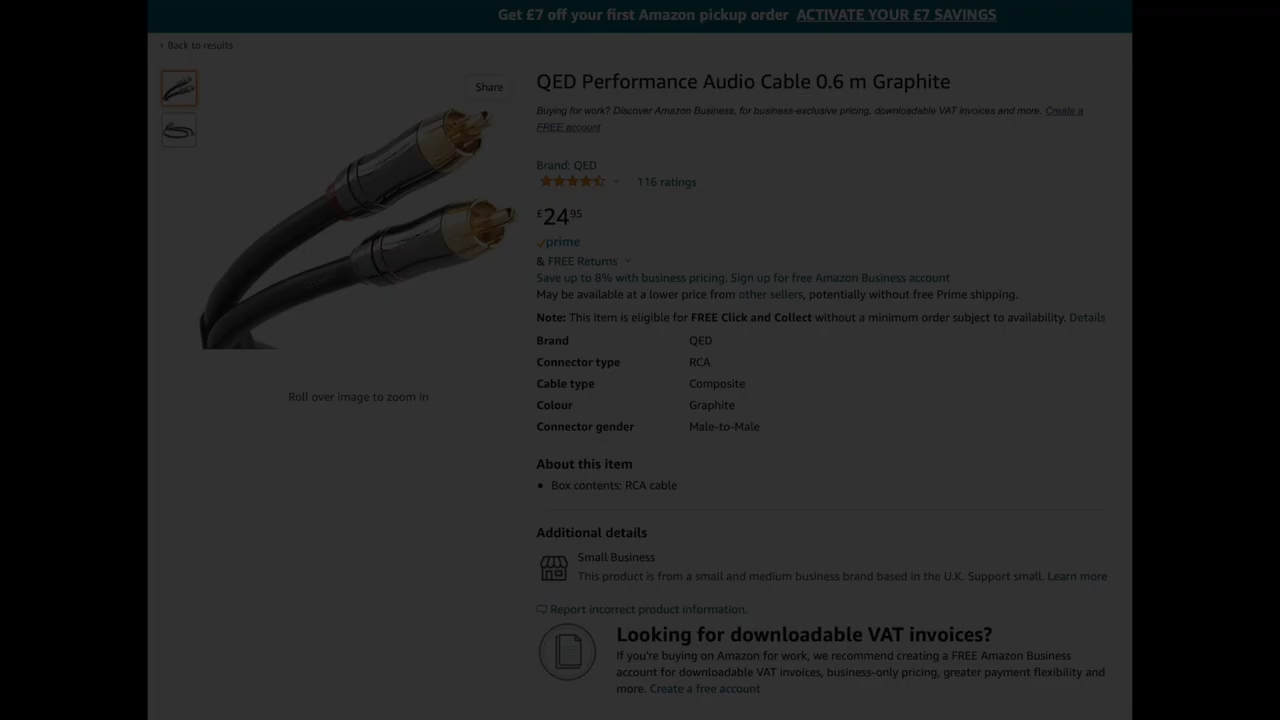 Get £7 off your first Amazon pickup order ACTIVATE YOUR £7 SAVINGS
‹ Back to results
Share
QED Performance Audio Cable 0.6 m Graphite
Buying for work? Discover Amazon Business, for business-exclusive pricing, downloadable VAT invoices and more. Create a
FREE account
Brand: QED
116 ratings
£24 95
prime
& FREE Returns
Save up to 8% with business pricing. Sign up for free Amazon Business account
May be available at a lower price from other sellers, potentially without free Prime shipping.
Note: This item is eligible for FREE Click and Collect without a minimum order subject to availability. Details
Brand QED
Connector type RCA
Cable type Composite
Roll over image to zoom in
Colour Graphite
Connector gender Male-to-Male
About this item
Box contents: RCA cable
Additional details
Small Business
This product is from a small and medium business brand based in the U.K. Support small. Learn more
Report incorrect product information.
Looking for downloadable VAT invoices?
If you're buying on Amazon for work, we recommend creating a FREE Amazon Business
account for downloadable VAT invoices, business-only pricing, greater payment flexibility and
more. Create a free account